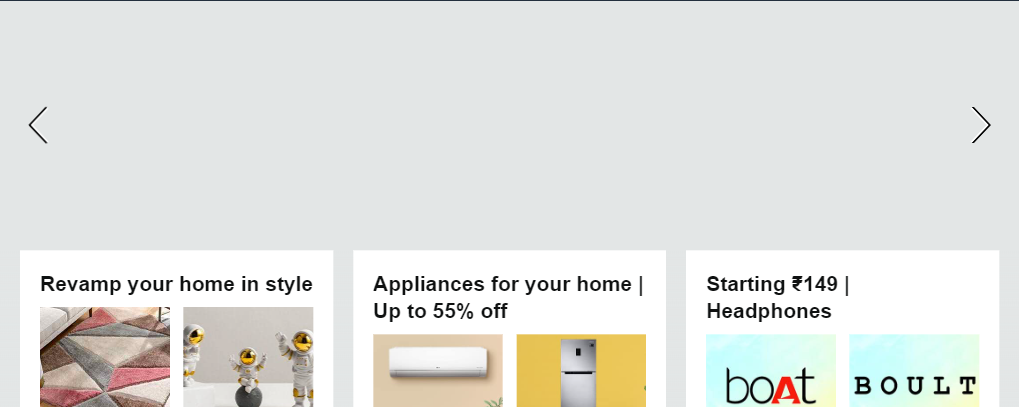 Revamp your home in style
Appliances for your home |
Up to 55% off
Starting ₹149 |
Headphones
boAt
BOULT